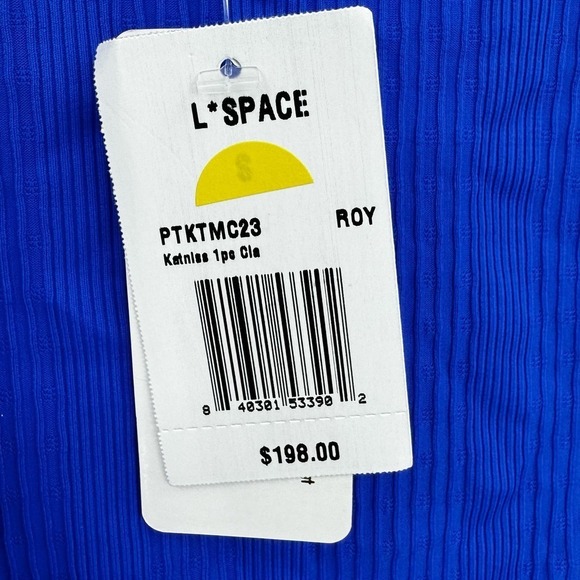 L*SPACE
S
PTKTMC23 ROY
Katniss 1pc Cla
8 40301 53390 2
$198.00